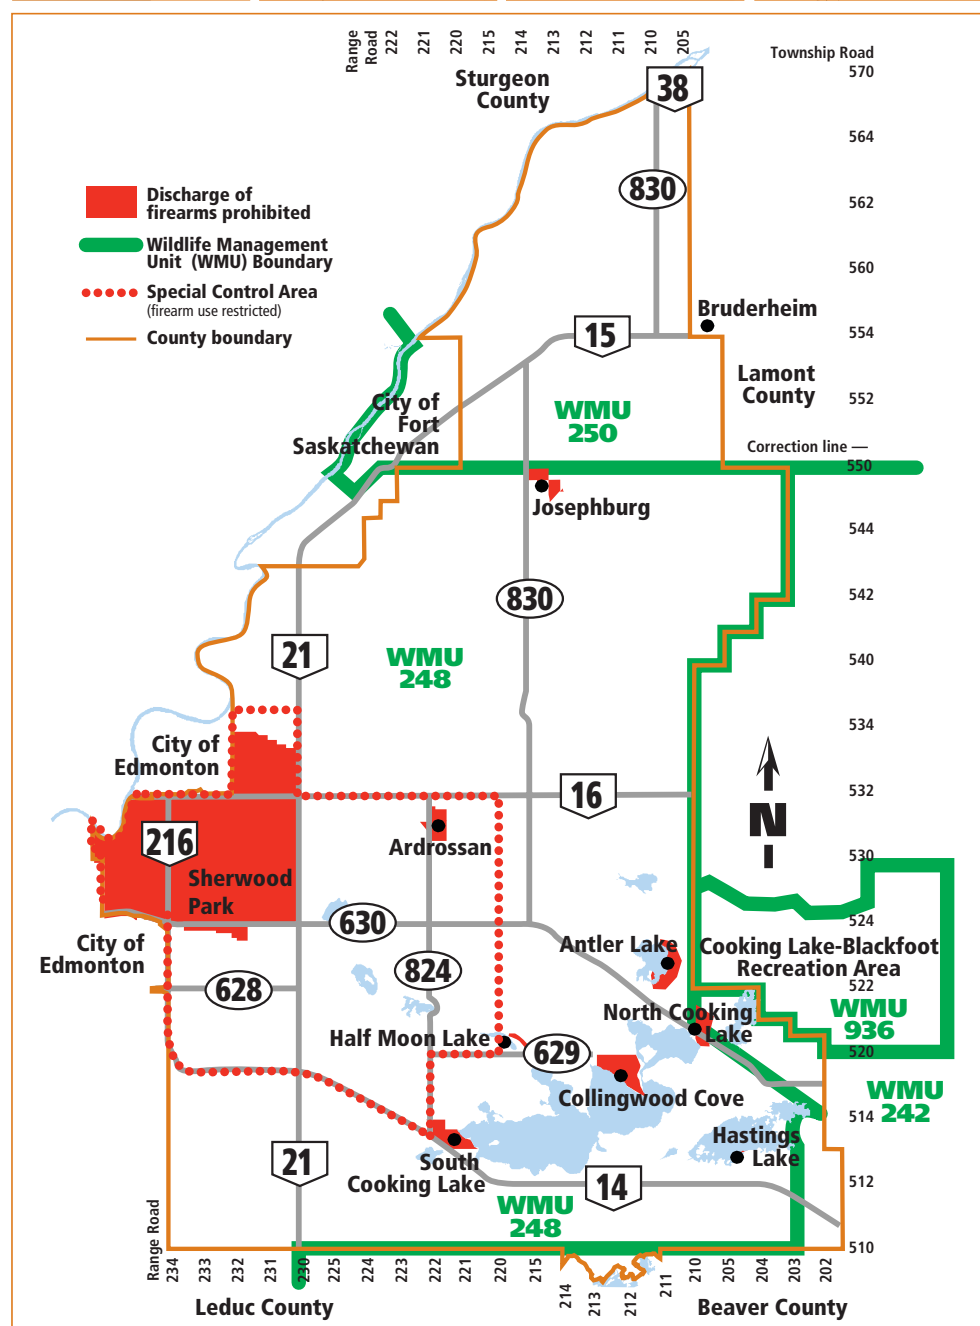 Range
Road
222
221
220
215
214
213
212
211
210
205
Township Road
570
564
562
560
554
552
Correction line —
550
544
542
540
534
532
530
524
522
520
514
512
510
Sturgeon
County
38
830
Discharge of
firearms prohibited
Wildlife Management
Unit (WMU) Boundary
Special Control Area
(firearm use restricted)
County boundary
Bruderheim
15
Lamont
County
City of
Fort
Saskatchewan
WMU
250
Josephburg
830
21
WMU
248
City of
Edmonton
16
N
216
Ardrossan
Sherwood
Park
630
City of
Edmonton
824
628
Antler Lake
Cooking Lake-Blackfoot
Recreation Area
North Cooking
Lake
WMU
936
Half Moon Lake
629
Collingwood Cove
WMU
242
Hastings
Lake
South
Cooking Lake
21
14
WMU
248
Range Road
234
233
232
231
230
225
224
223
222
221
220
215
214
213
212
211
210
205
204
203
202
Leduc County
Beaver County